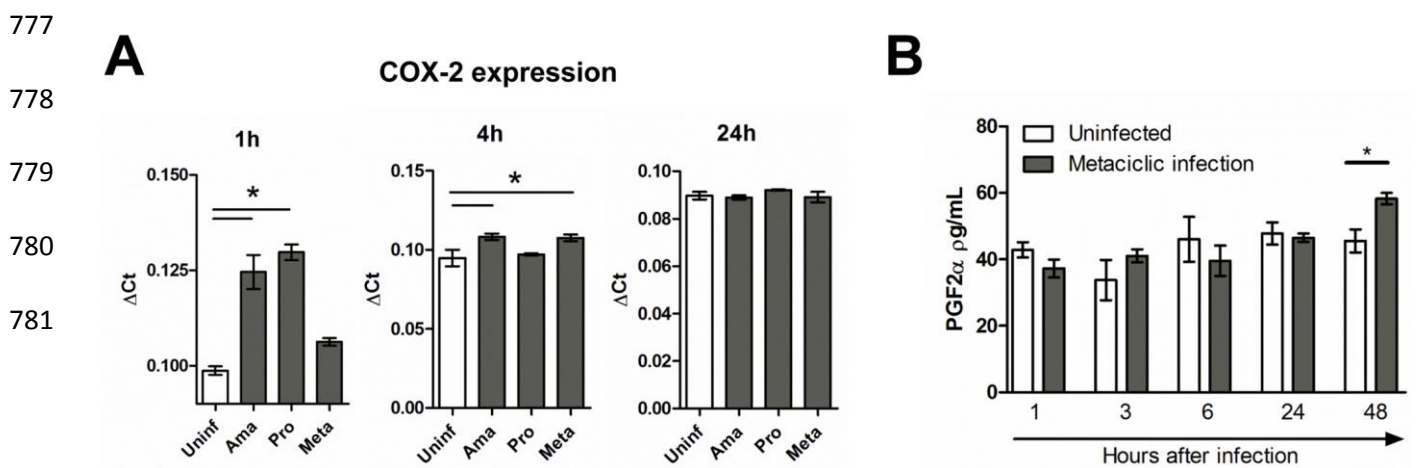 777
778
779
780
781
A
COX-2 expression
1h
ΔCt
0.150
0.125
0.100
*
Uninf
Ama
Pro
Meta
4h
ΔCt
0.15
0.10
0.05
0.00
*
Uninf
Ama
Pro
Meta
24h
ΔCt
0.10
0.08
0.06
0.04
0.02
0.00
Uninf
Ama
Pro
Meta
B
PGF2α ρg/mL
80
60
40
20
0
Uninfected
Metaciclic infection
*
1 3 6 24 48
Hours after infection